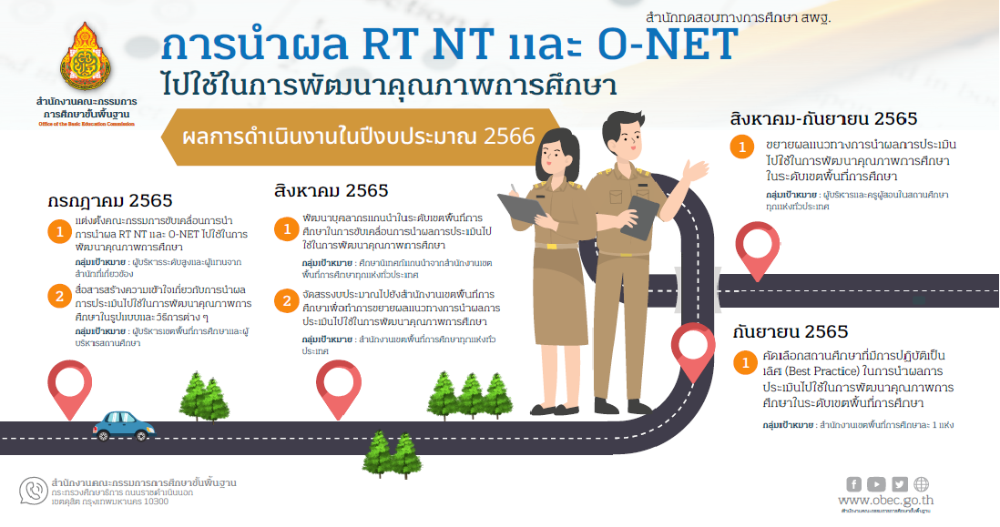 สำนักทดสอบทางการศึกษา สพฐ.
การนำผล RT NT และ O-NET
ไปใช้ในการพัฒนาคุณภาพการศึกษา
สำนักงานคณะกรรมการ
การศึกษาขั้นพื้นฐาน
Office of the Basic Education Commission
ผลการดำเนินงานในปีงบประมาณ 2566
กรกฎาคม 2565
1
แต่งตั้งคณะกรรมการขับเคลื่อนการนำ
การนำผล RT NT และ O-NET ไปใช้ในการ
พัฒนาคุณภาพการศึกษา
กลุ่มเป้าหมาย : ผู้บริหารระดับสูงและผู้แทนจาก
สำนักที่เกี่ยวข้อง
2
สื่อสารสร้างความเข้าใจเกี่ยวกับการนำผล
การประเมินไปใช้ในการพัฒนาคุณภาพการ
ศึกษาในรูปแบบและวิธีการต่าง ๆ
กลุ่มเป้าหมาย : ผู้บริหารเขตพื้นที่การศึกษาและผู้
บริหารสถานศึกษา
สิงหาคม 2565
1
พัฒนาบุคลากรแกนนำในระดับเขตพื้นที่การ
ศึกษาในการขับเคลื่อนการนำผลการประเมินไป
ใช้ในการพัฒนาคุณภาพการศึกษา
กลุ่มเป้าหมาย : ศึกษานิเทศก์แกนนำจากสำนักงานเขต
พื้นที่การศึกษาทุกแห่งทั่วประเทศ
2
จัดสรรงบประมาณไปยังสำนักงานเขตพื้นที่การ
ศึกษาเพื่อทำการขยายผลแนวทางการนำผลการ
ประเมินไปใช้ในการพัฒนาคุณภาพการศึกษา
กลุ่มเป้าหมาย : สำนักงานเขตพื้นที่การศึกษาทุกแห่งทั่ว
ประเทศ
สิงหาคม-กันยายน 2565
1
ขยายผลแนวทางการนำผลการประเมิน
ไปใช้ในการพัฒนาคุณภาพการศึกษา
ในระดับเขตพื้นที่การศึกษา
กลุ่มเป้าหมาย : ผู้บริหารและครูผู้สอนในสถานศึกษา
ทุกแห่งทั่วประเทศ
กันยายน 2565
1
คัดเลือกสถานศึกษาที่มีการปฏิบัติเป็น
เลิศ (Best Practice) ในการนำผลการ
ประเมินไปใช้ในการพัฒนาคุณภาพการ
ศึกษาในระดับเขตพื้นที่การศึกษา
กลุ่มเป้าหมาย : สำนักงานเขตพื้นที่การศึกษาละ 1 แห่ง
สำนักงานคณะกรรมการการศึกษาขั้นพื้นฐาน
กระทรวงศึกษาธิการ ถนนราชดำเนินนอก
เขตดุสิต กรุงเทพมหานคร 10300
www.obec.go.th
สำนักงานคณะกรรมการการศึกษาขั้นพื้นฐาน